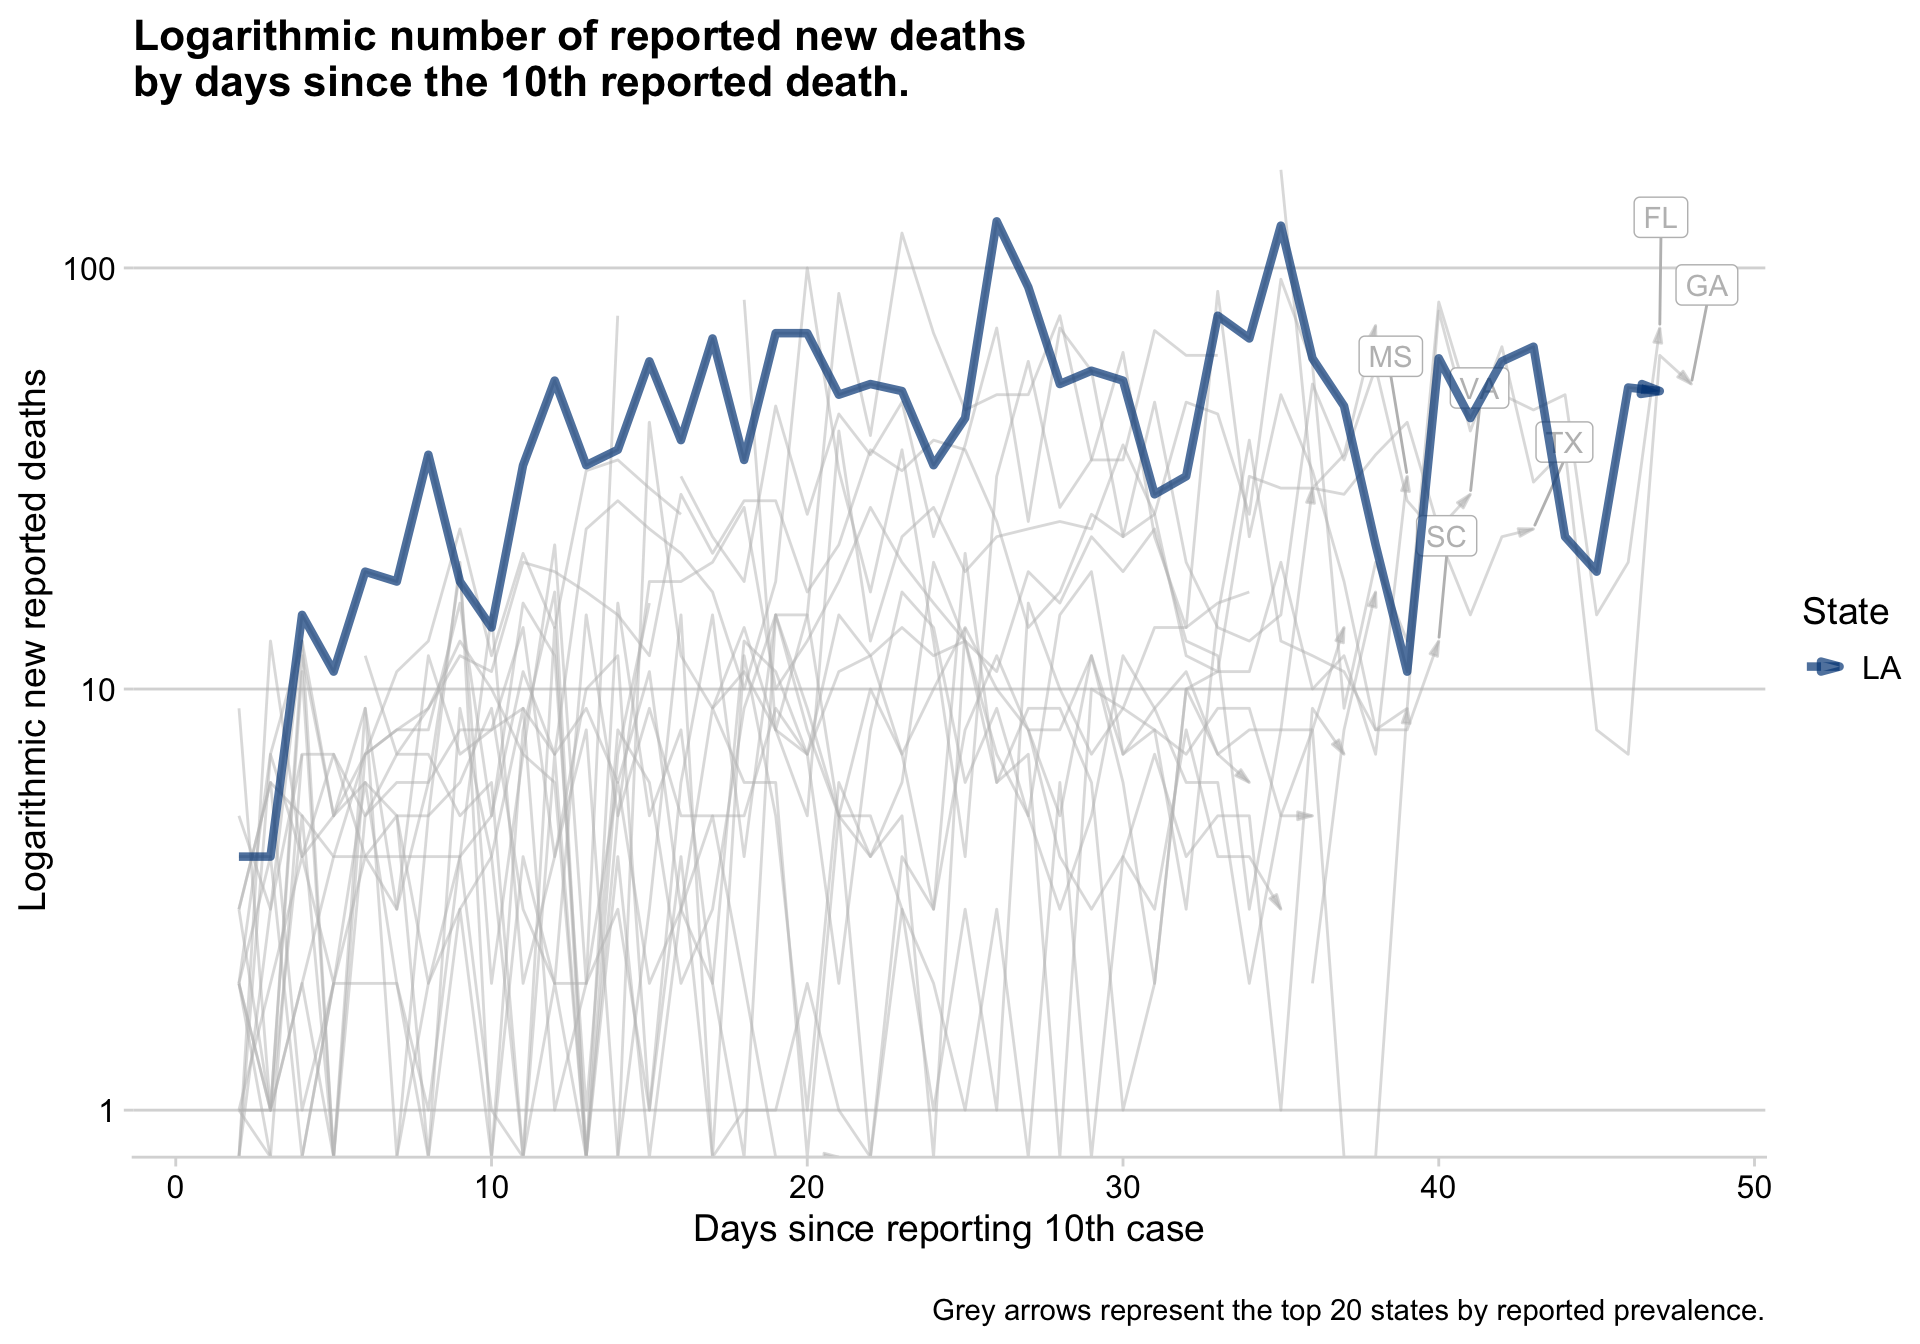 Logarithmic number of reported new deaths
by days since the 10th reported death.
Logarithmic new reported deaths
100
10
1
FL
GA
MS
VA
TX
SC
State
LA
0 10 20 30 40 50
Days since reporting 10th case
Grey arrows represent the top 20 states by reported prevalence.